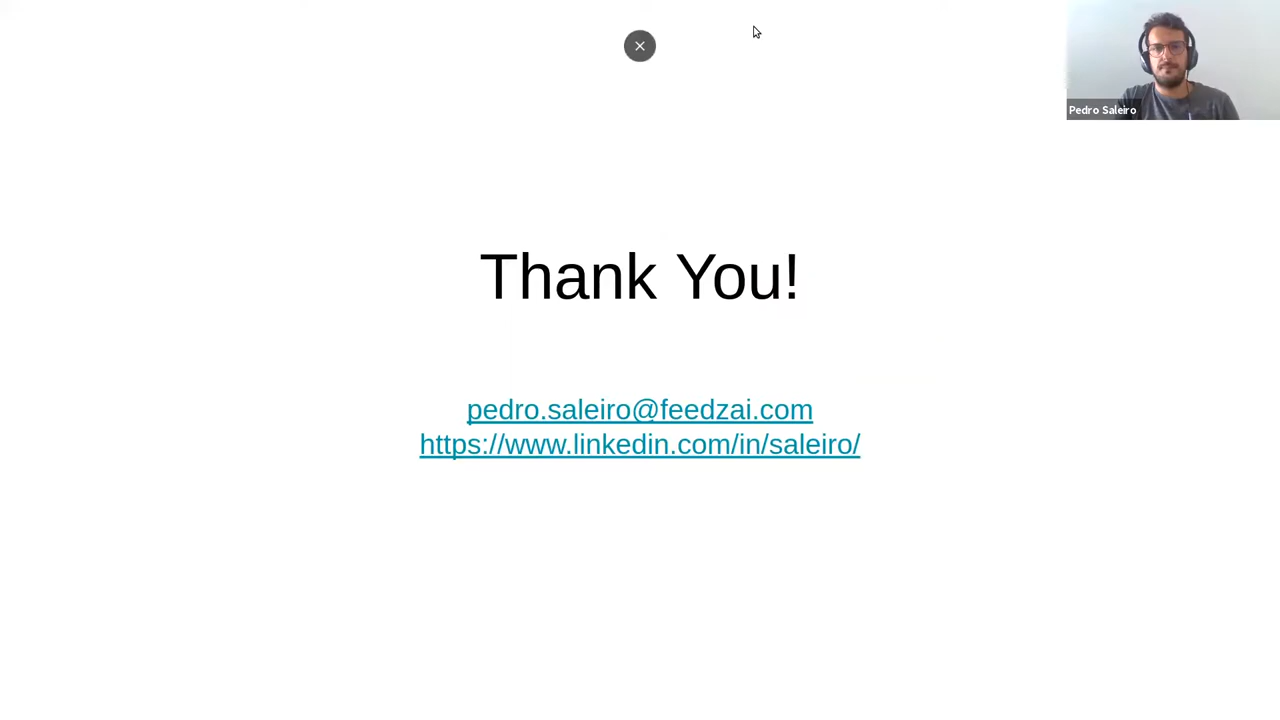 Pedro Saleiro
Thank You!
pedro.saleiro@feedzai.com
https://www.linkedin.com/in/saleiro/